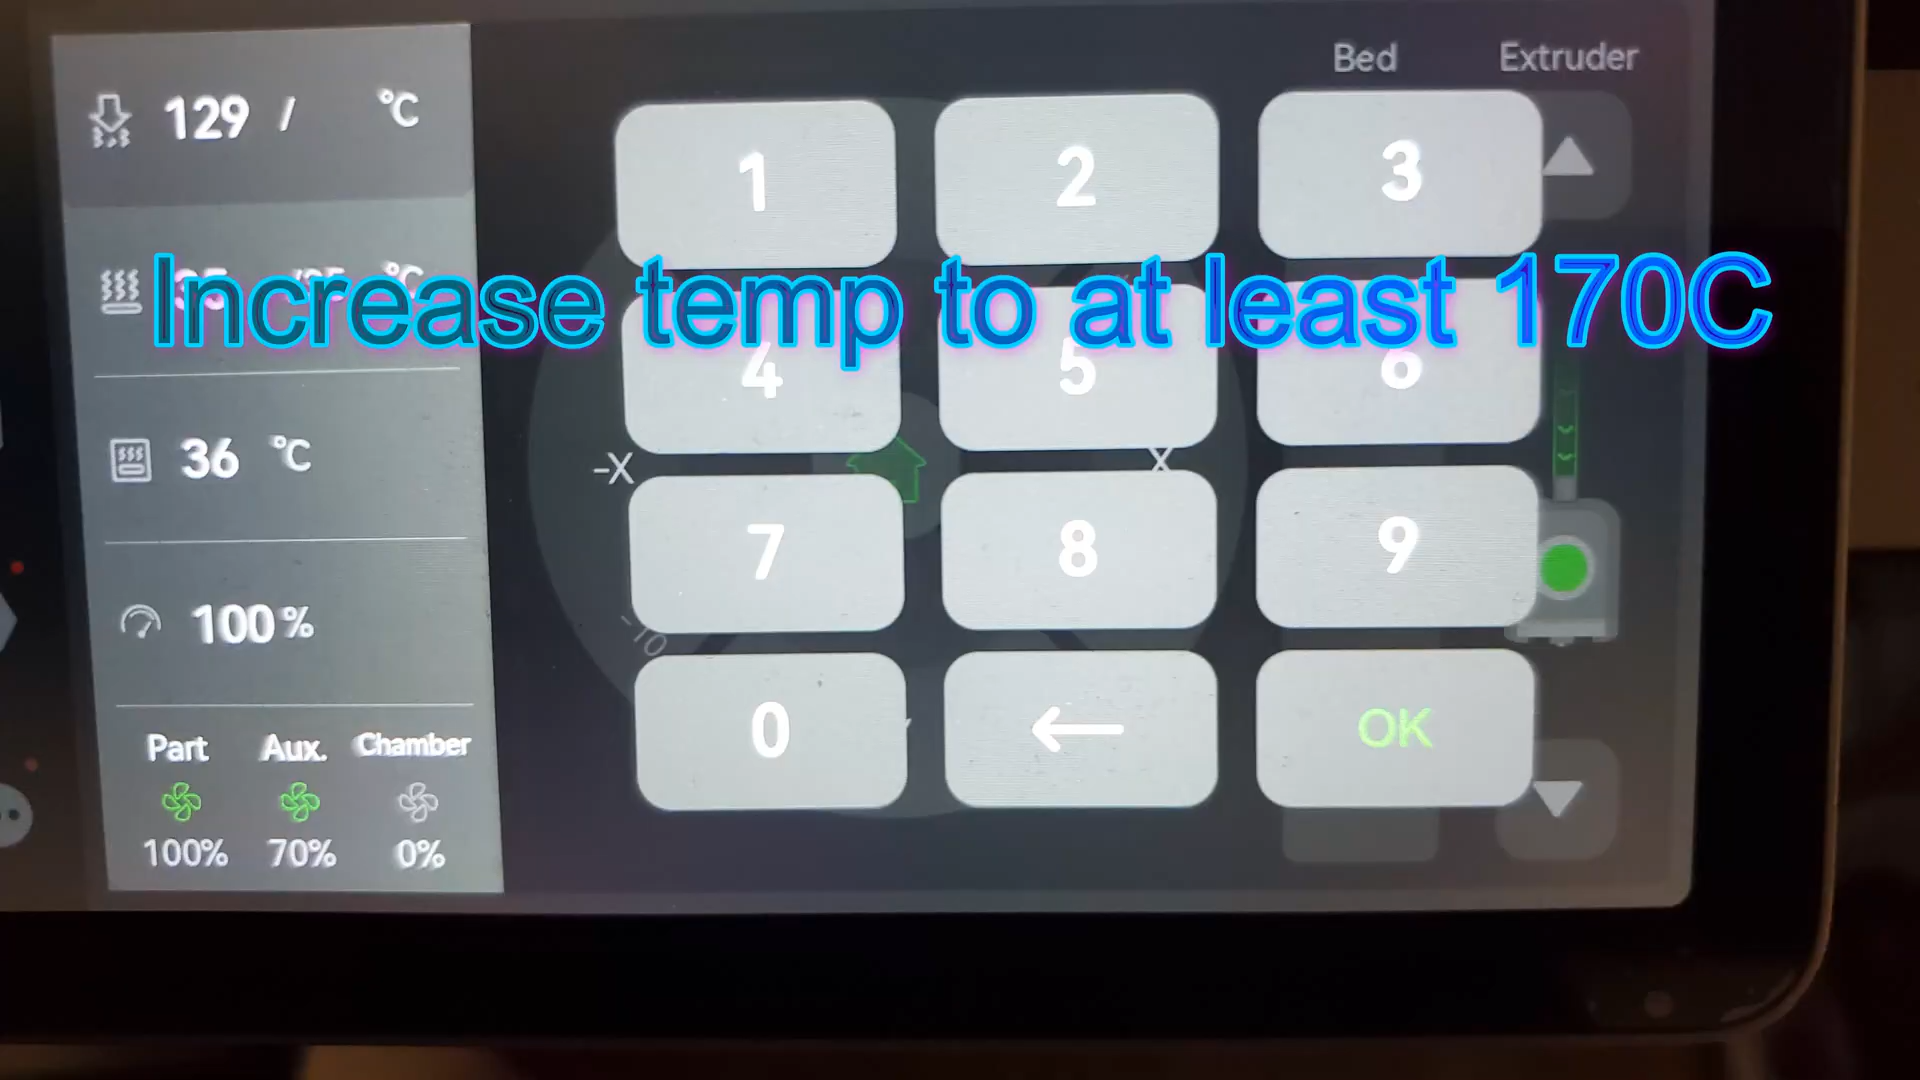 Bed Extruder
129 / °C
1 2 3
Increase temp to at least 170C
4 5 6
36 °C
-X X
7 8 9
100%
-10
0 ← OK
Part Aux. Chamber
100% 70% 0%